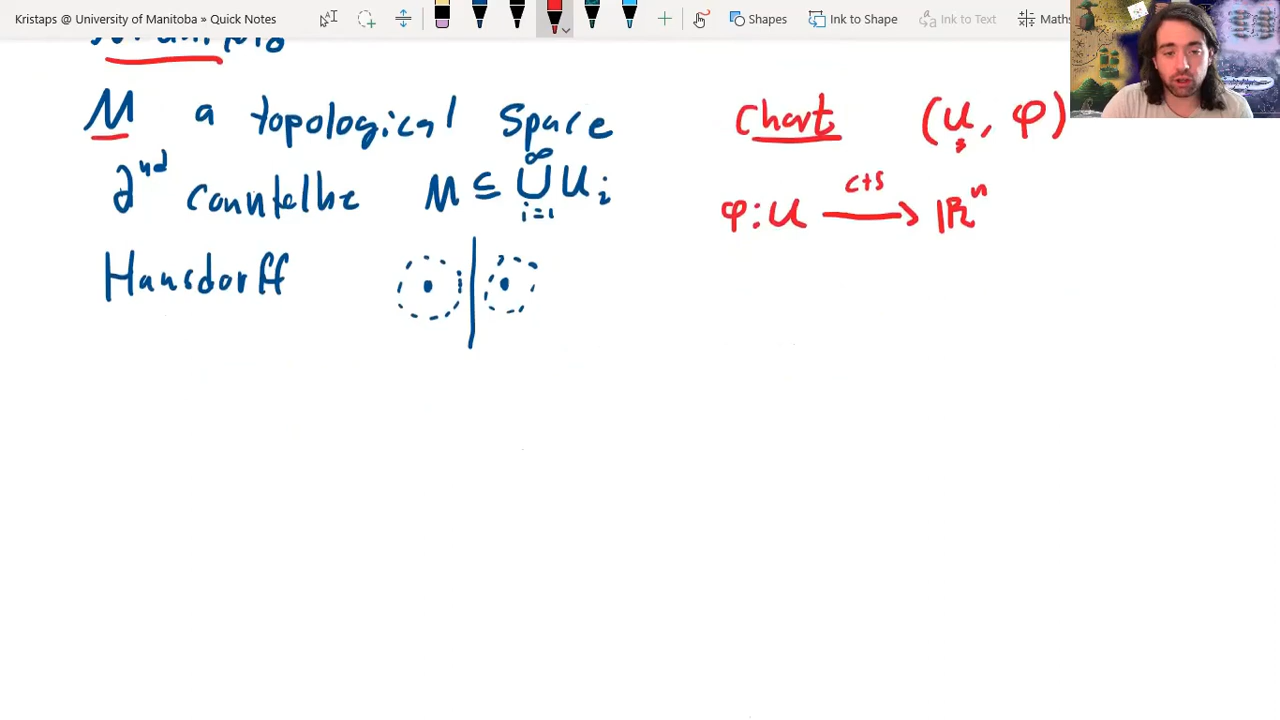 Kristaps @ University of Manitoba » Quick Notes
Shapes
Ink to Shape
Ink to Text
Maths
M a topological Space
2nd countelbe M ⊆ ∞⋃i=1 Ui
Hausdorff
Chart (U, φ)
φ: U cts → ℝⁿ